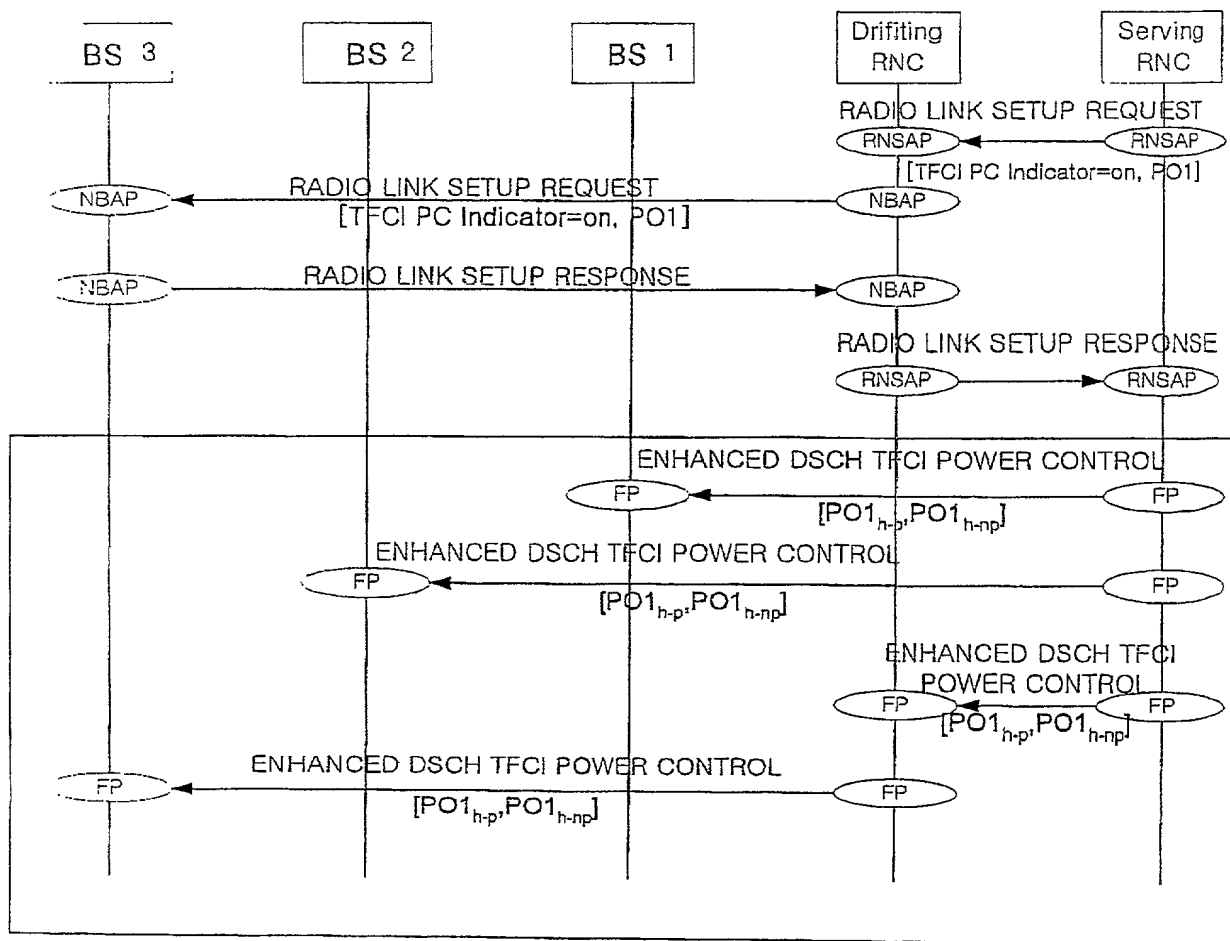 BS 3
BS 2
BS 1
Drifiting
RNC
Serving
RNC
RADIO LINK SETUP REQUEST
RNSAP
RNSAP
[TFCI PC Indicator=on, PO1]
RADIO LINK SETUP REQUEST
NBAP
NBAP
[TFCI PC Indicator=on, PO1]
RADIO LINK SETUP RESPONSE
NBAP
NBAP
RADIO LINK SETUP RESPONSE
RNSAP
RNSAP
ENHANCED DSCH TFCI POWER CONTROL
FP
FP
[PO1h-p,PO1h-np]
ENHANCED DSCH TFCI POWER CONTROL
FP
FP
[PO1h-p,PO1h-np]
ENHANCED DSCH TFCI
POWER CONTROL
FP
FP
[PO1h-p,PO1h-np]
ENHANCED DSCH TFCI POWER CONTROL
FP
FP
[PO1h-p,PO1h-np]